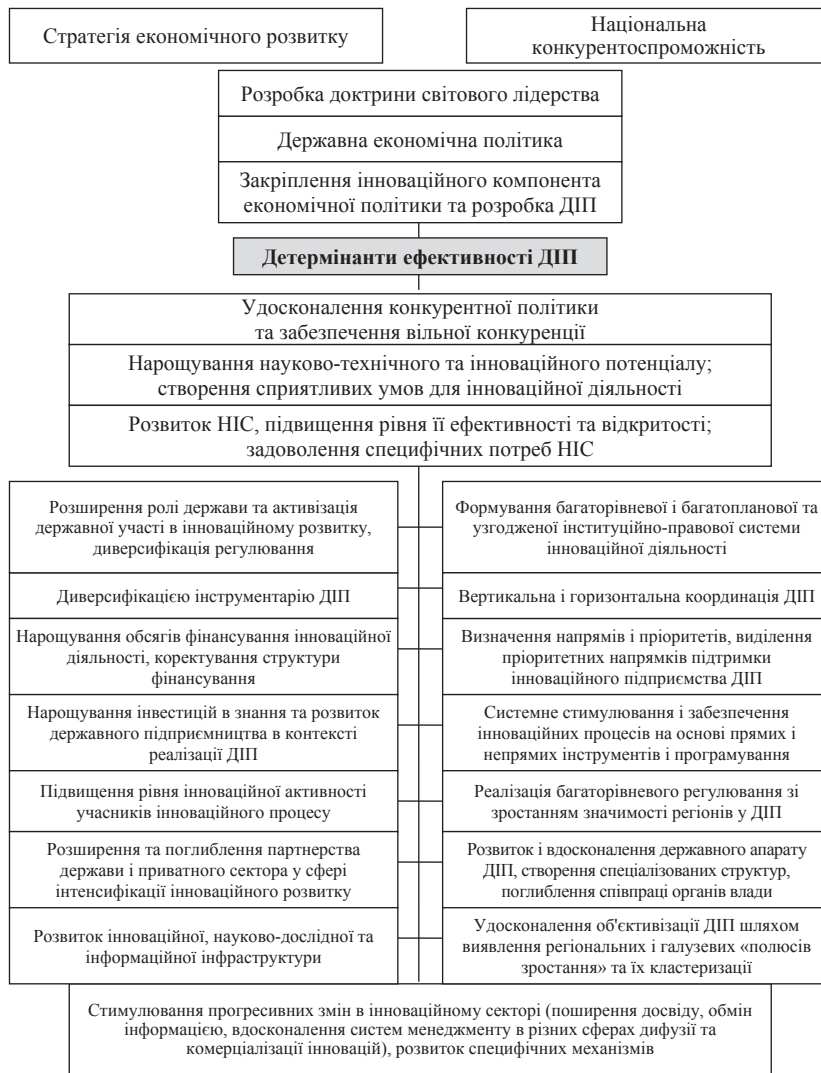 Стратегія економічного розвитку
Національна
конкурентоспроможність
Розробка доктрини світового лідерства
Державна економічна політика
Закріплення інноваційного компонента
економічної політики та розробка ДІП
Детермінанти ефективності ДІП
Удосконалення конкурентної політики
та забезпечення вільної конкуренції
Нарощування науково-технічного та інноваційного потенціалу;
створення сприятливих умов для інноваційної діяльності
Розвиток НІС, підвищення рівня її ефективності та відкритості;
задоволення специфічних потреб НІС
Розширення ролі держави та активізація
державної участі в інноваційному розвитку,
диверсифікація регулювання
Формування багаторівневої і багатопланової та
узгодженої інституційно-правової системи
інноваційної діяльності
Диверсифікацією інструментарію ДІП
Вертикальна і горизонтальна координація ДІП
Нарощування обсягів фінансування інноваційної
діяльності, коректування структури
фінансування
Визначення напрямів і пріоритетів, виділення
пріоритетних напрямків підтримки
інноваційного підприємства ДІП
Нарощування інвестицій в знання та розвиток
державного підприємництва в контексті
реалізації ДІП
Системне стимулювання і забезпечення
інноваційних процесів на основі прямих і
непрямих інструментів і програмування
Підвищення рівня інноваційної активності
учасників інноваційного процесу
Реалізація багаторівневого регулювання зі
зростанням значимості регіонів у ДІП
Розширення та поглиблення партнерства
держави і приватного сектора у сфері
інтенсифікації інноваційного розвитку
Розвиток і вдосконалення державного апарату
ДІП, створення спеціалізованих структур,
поглиблення співпраці органів влади
Розвиток інноваційної, науково-дослідної та
інформаційної інфраструктури
Удосконалення об'єктивізації ДІП шляхом
виявлення регіональних і галузевих «полюсів
зростання» та їх кластеризації
Стимулювання прогресивних змін в інноваційному секторі (поширення досвіду, обмін
інформацією, вдосконалення систем менеджменту в різних сферах дифузії та
комерціалізації інновацій), розвиток специфічних механізмів